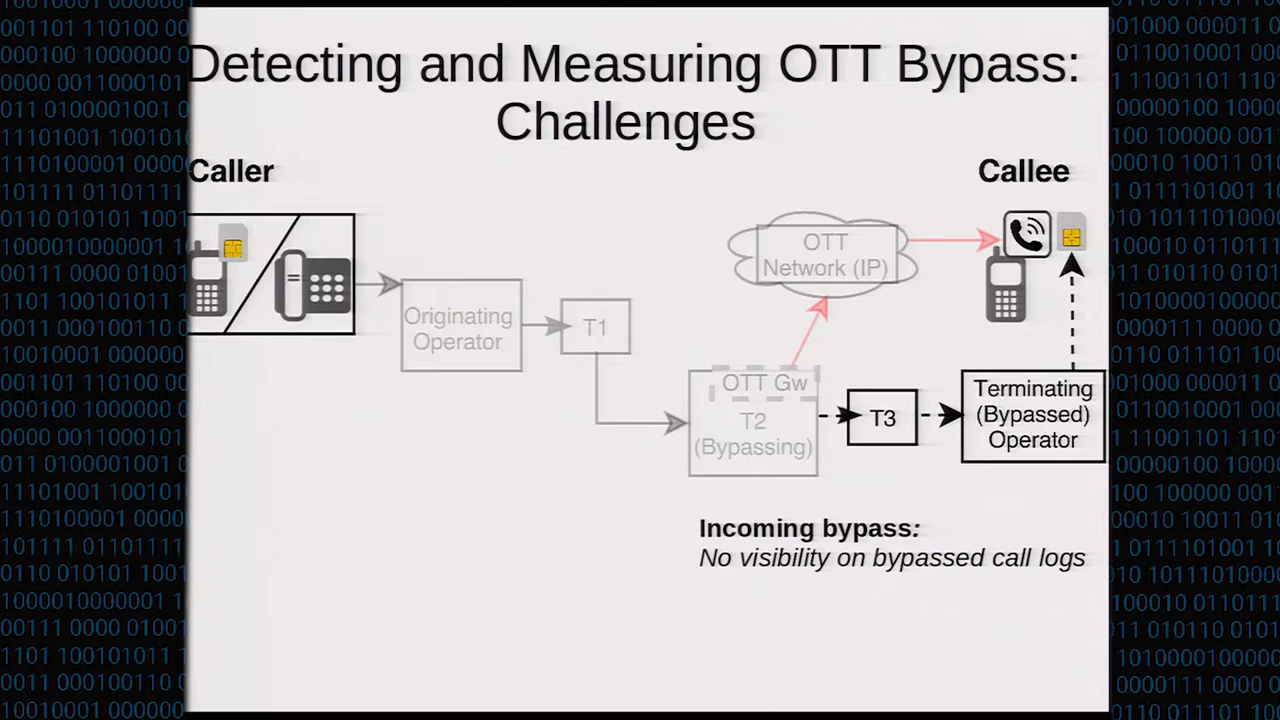 Detecting and Measuring OTT Bypass:
Challenges
Caller
Callee
OTT
Network (IP)
Originating
Operator
T1
OTT Gw
T2
(Bypassing)
T3
Terminating
(Bypassed)
Operator
Incoming bypass:
No visibility on bypassed call logs